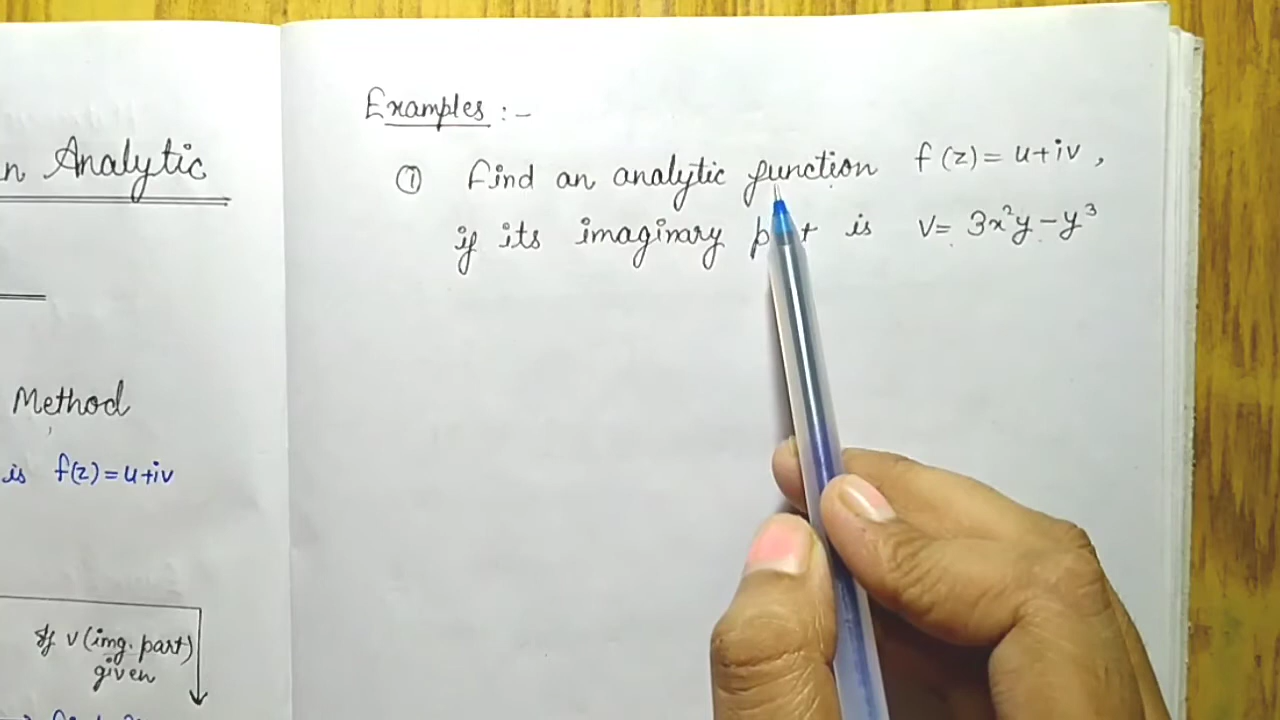 n Analytic
Method
is f(z)=u+iv
If v (img. part)
given
Examples :-
① Find an analytic function f(z)= u+iv ,
if its imaginary part is v= 3x²y-y³